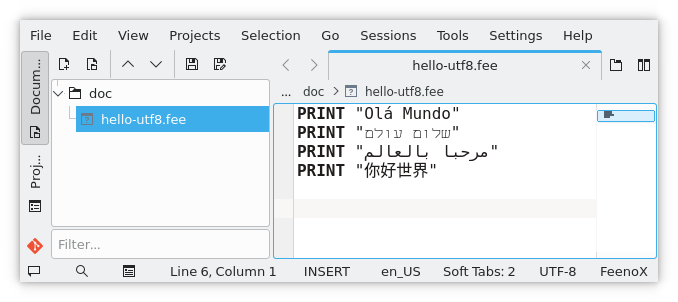 File Edit View Projects Selection Go Sessions Tools Settings Help
Docum...
Proj...
hello-utf8.fee
doc
... doc hello-utf8.fee
hello-utf8.fee
PRINT "Olá Mundo"
PRINT "שלום עולם"
PRINT "مرحبا بالعالم"
PRINT "你好世界"
Filter...
Line 6, Column 1 INSERT en_US Soft Tabs: 2 UTF-8 FeenoX